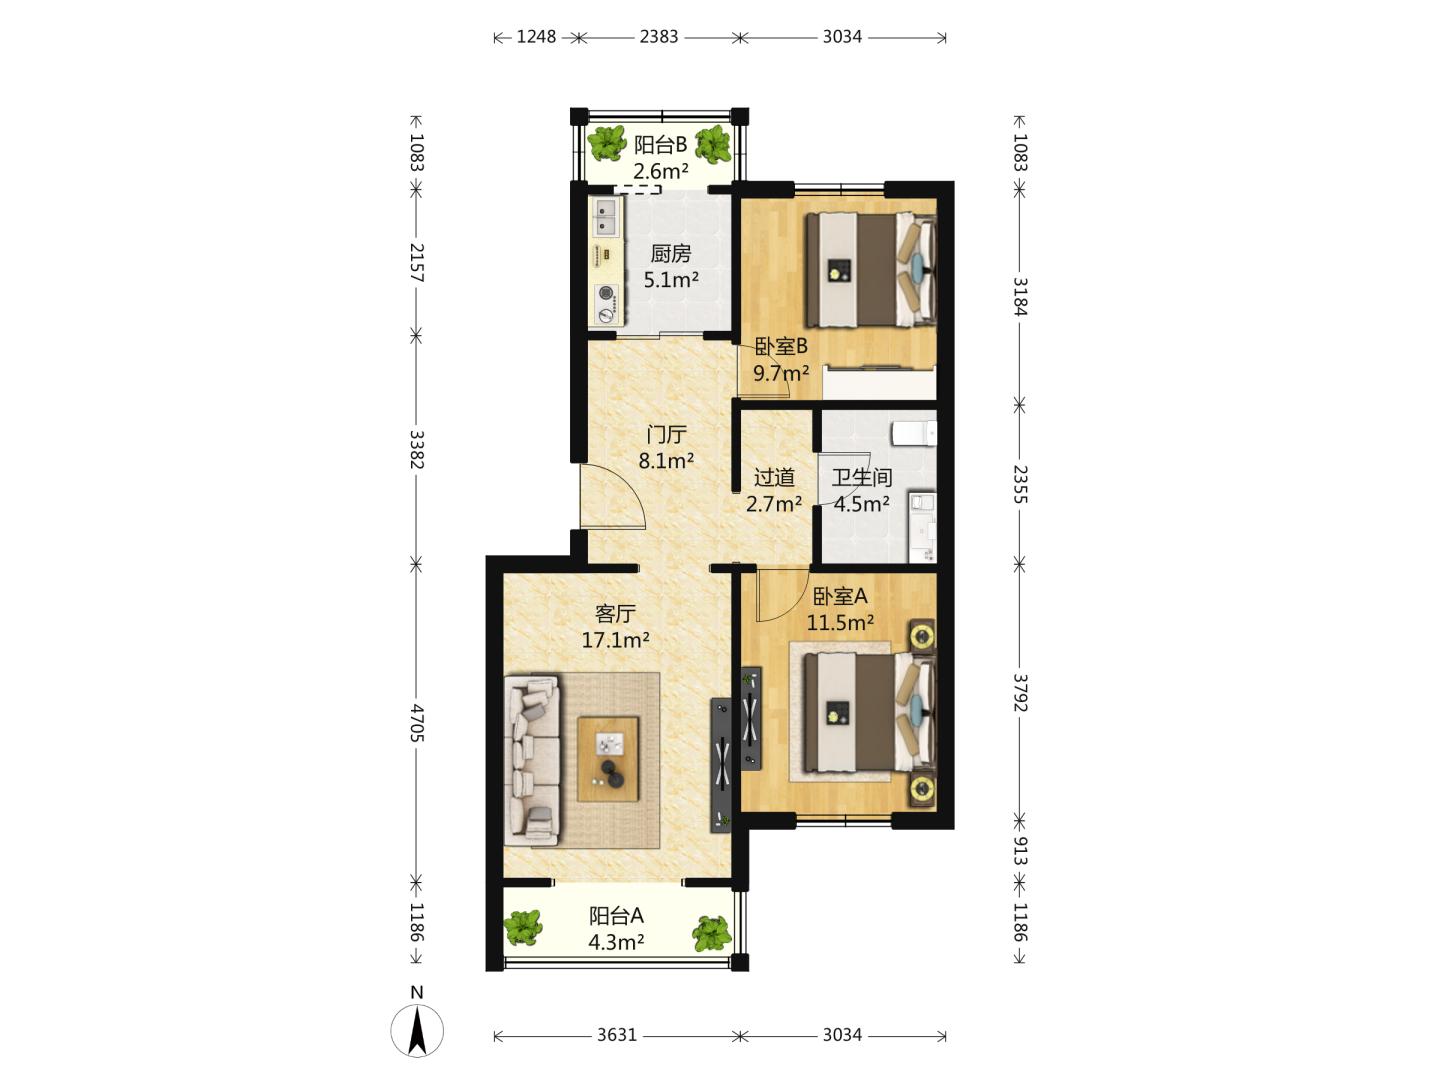 1248
2383
3034
1083
2157
3382
4705
1186
阳台B
2.6m²
厨房
5.1m²
卧室B
9.7m²
门厅
8.1m²
过道
2.7m²
卫生间
4.5m²
客厅
17.1m²
卧室A
11.5m²
阳台A
4.3m²
1083
3184
2355
3792
913
1186
N
3631
3034